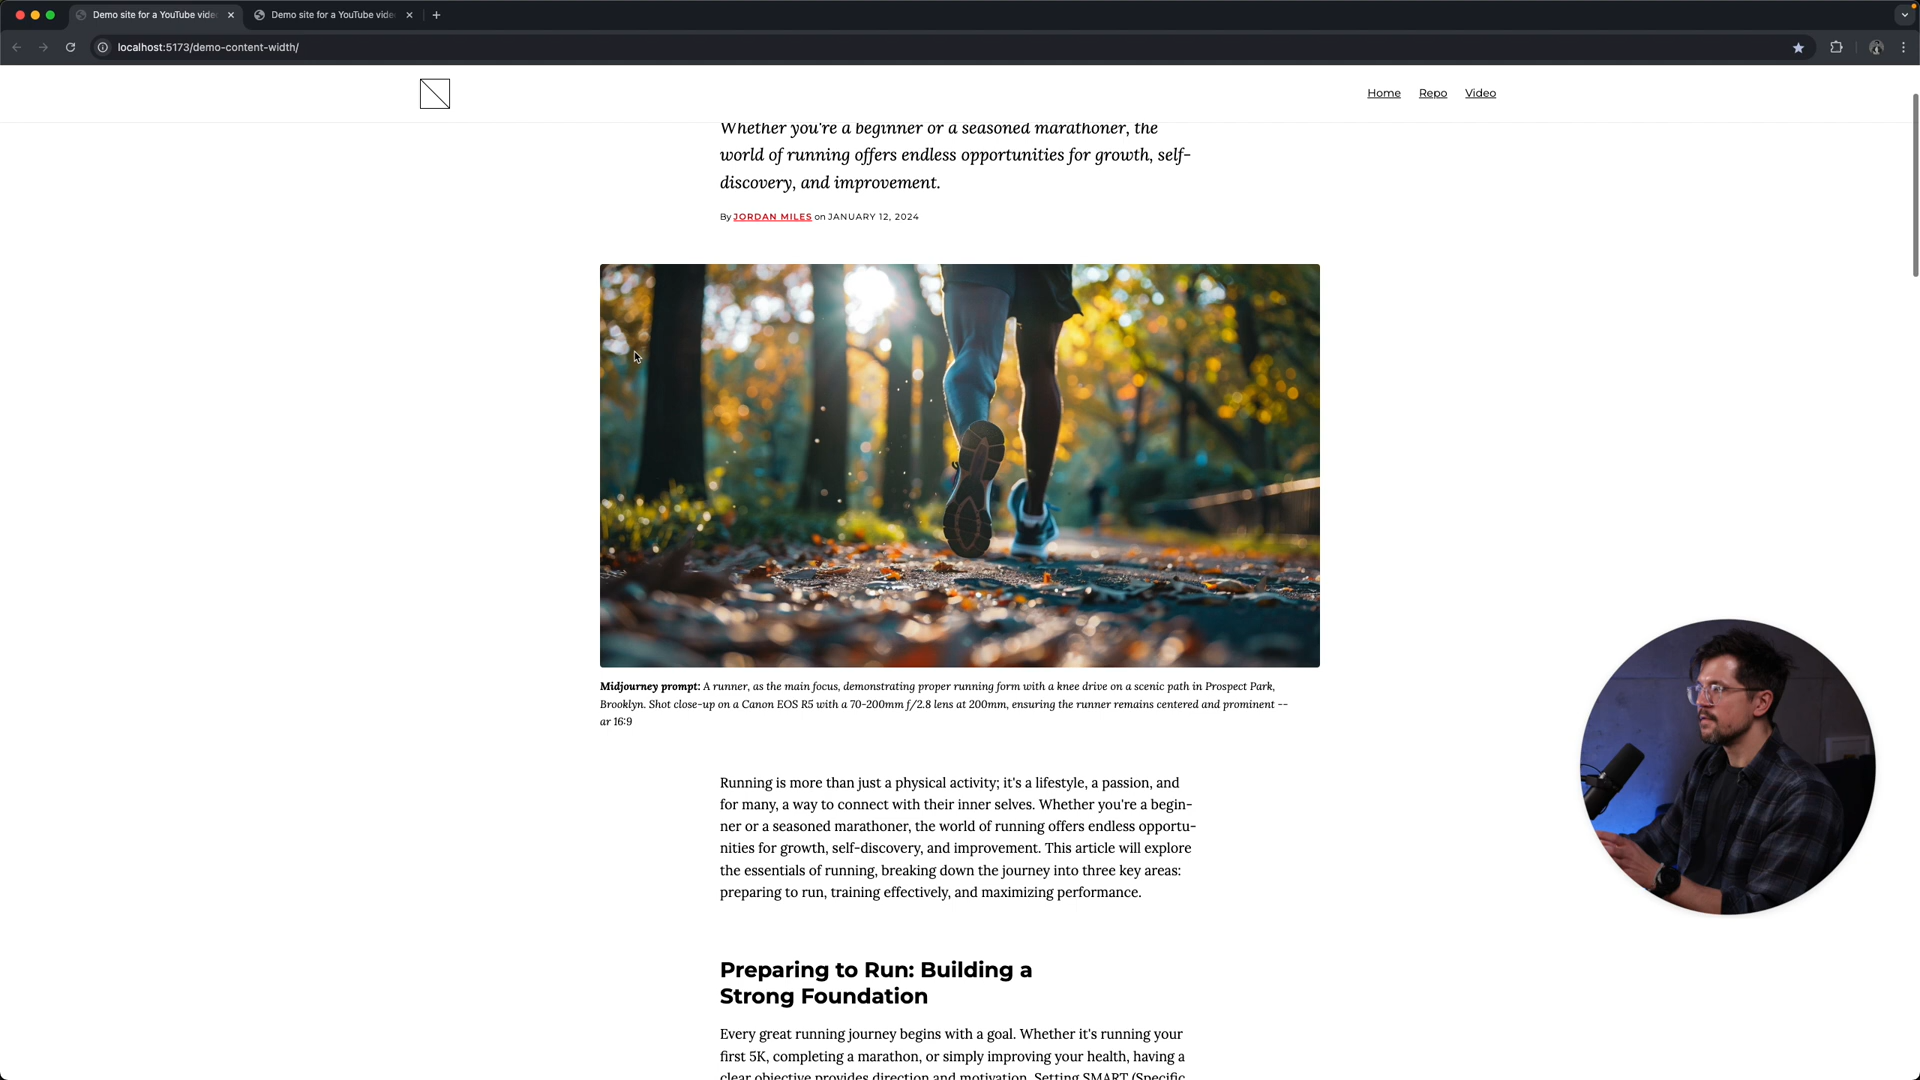 Demo site for a YouTube vide
Demo site for a YouTube vide
localhost:5173/demo-content-width/
Home Repo Video
Whether you're a beginner or a seasoned marathoner, the
world of running offers endless opportunities for growth, self-
discovery, and improvement.
By JORDAN MILES on JANUARY 12, 2024
Midjourney prompt: A runner, as the main focus, demonstrating proper running form with a knee drive on a scenic path in Prospect Park,
Brooklyn. Shot close-up on a Canon EOS R5 with a 70-200mm f/2.8 lens at 200mm, ensuring the runner remains centered and prominent --
ar 16:9
Running is more than just a physical activity; it's a lifestyle, a passion, and
for many, a way to connect with their inner selves. Whether you're a begin-
ner or a seasoned marathoner, the world of running offers endless opportu-
nities for growth, self-discovery, and improvement. This article will explore
the essentials of running, breaking down the journey into three key areas:
preparing to run, training effectively, and maximizing performance.
Preparing to Run: Building a
Strong Foundation
Every great running journey begins with a goal. Whether it's running your
first 5K, completing a marathon, or simply improving your health, having a
clear objective provides direction and motivation. Setting SMART (Specific,